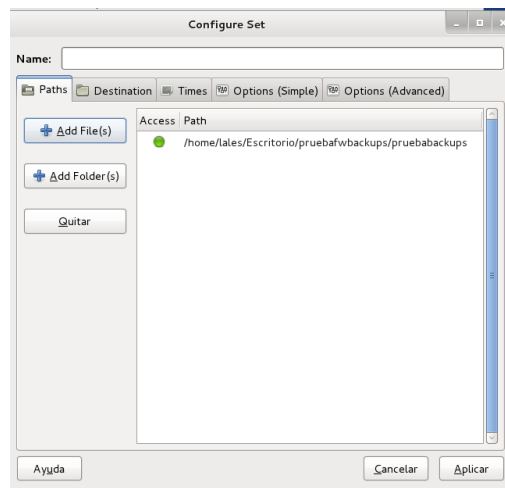 Configure Set
Name:
Paths Destination Times Options (Simple) Options (Advanced)
Access Path
Add File(s)
/home/lales/Escritorio/pruebafwbackups/pruebabackups
Add Folder(s)
Quitar
Ayuda Cancelar Aplicar